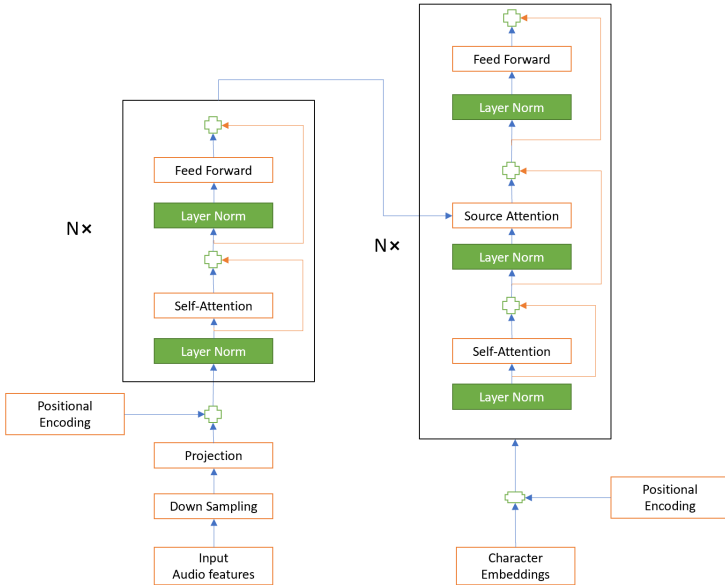 Feed Forward
Layer Norm
Self-Attention
Layer Norm
N×
Positional
Encoding
Projection
Down Sampling
Input
Audio features
Feed Forward
Layer Norm
Source Attention
Layer Norm
N×
Self-Attention
Layer Norm
Positional
Encoding
Character
Embeddings